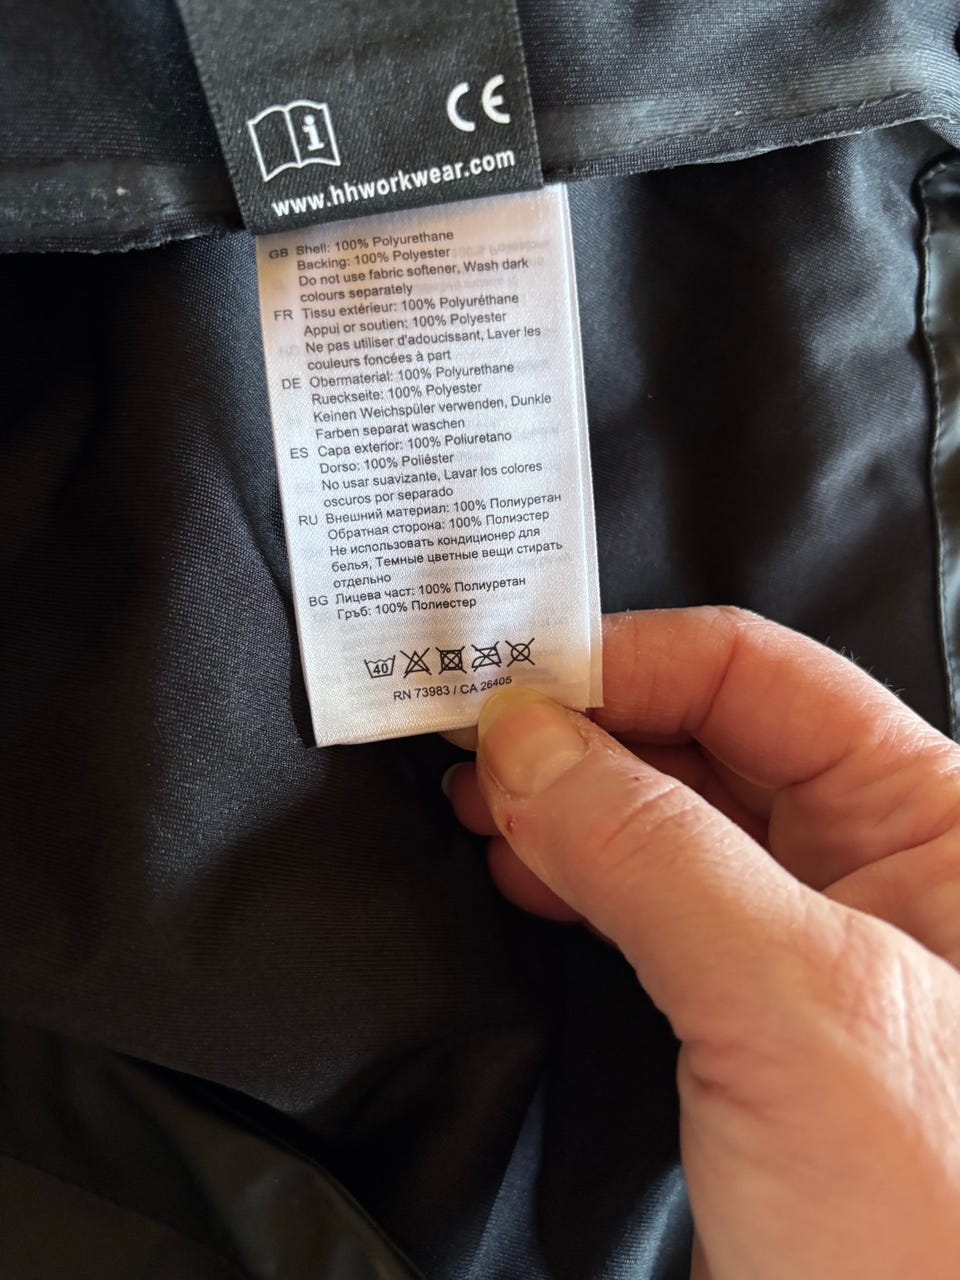 CE
i
www.hhworkwear.com
GB Shell: 100% Polyurethane
Backing: 100% Polyester
Do not use fabric softener, Wash dark
colours separately
FR Tissu extérieur: 100% Polyuréthane
Appui or soutien: 100% Polyester
Ne pas utiliser d'adoucissant, Laver les
couleurs foncées à part
DE Obermaterial: 100% Polyurethane
Rueckseite: 100% Polyester
Keinen Weichspüler verwenden, Dunkle
Farben separat waschen
ES Capa exterior: 100% Poliuretano
Dorso: 100% Poliéster
No usar suavizante, Lavar los colores
oscuros por separado
RU Внешний материал: 100% Полиуретан
Обратная сторона: 100% Полиэстер
Не использовать кондиционер для
белья, Темные цветные вещи стирать
отдельно
BG Лицева част: 100% Полиуретан
Гръб: 100% Полиестер
40
RN 73983 / CA 26405